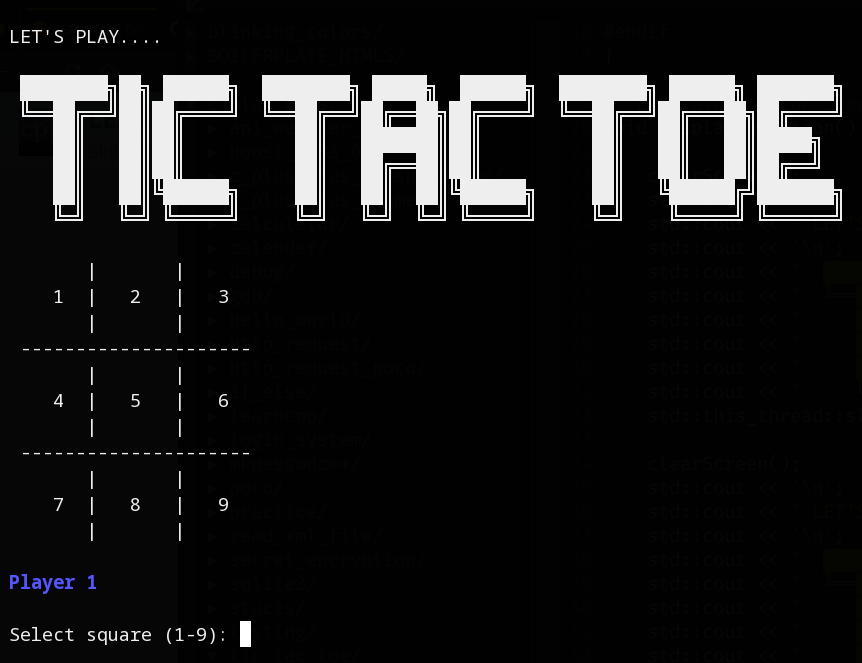 LET'S PLAY....
TIC TAC TOE
1 | 2 | 3
---------------------
4 | 5 | 6
---------------------
7 | 8 | 9
Player 1
Select square (1-9):